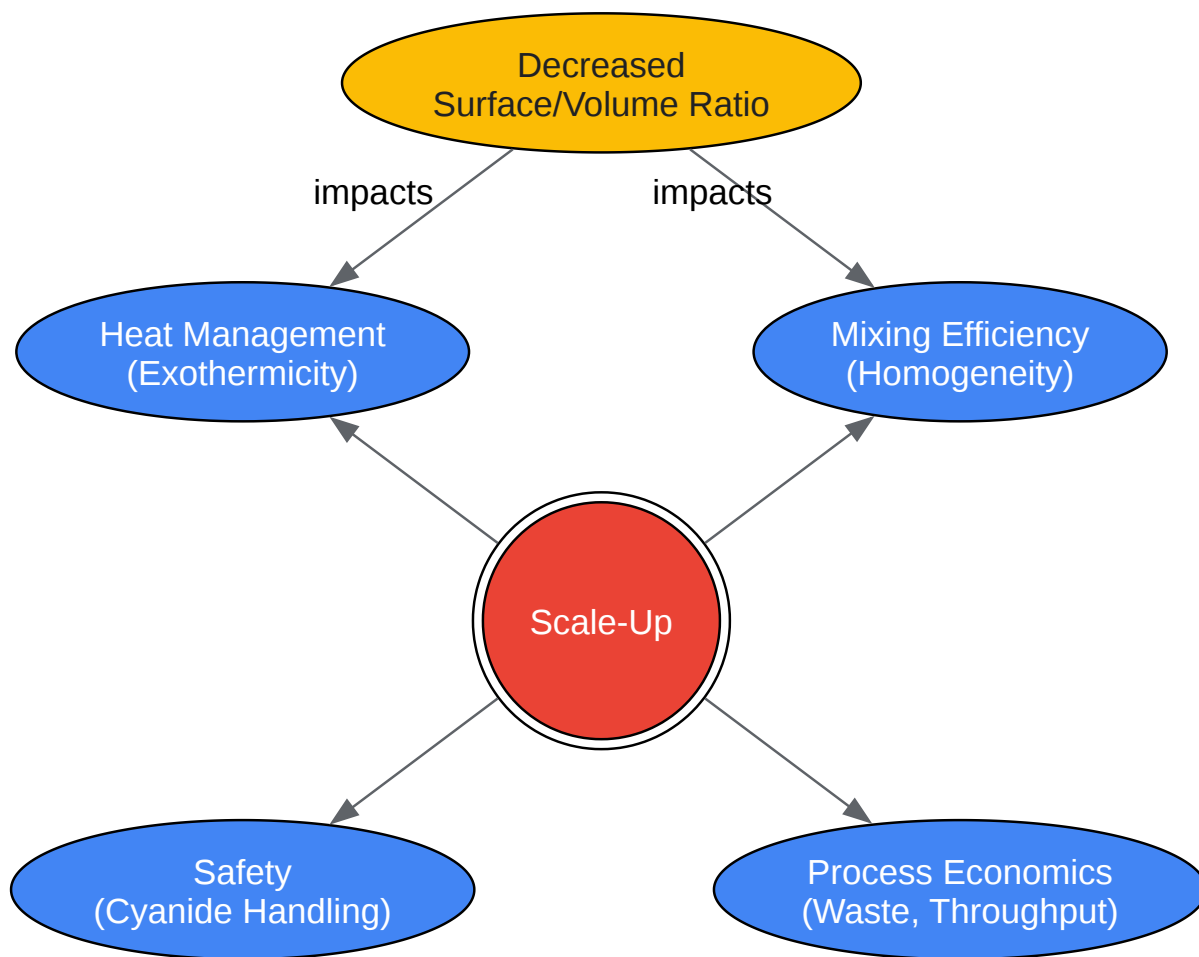 Decreased
Surface/Volume Ratio
impacts
impacts
Heat Management
(Exothermicity)
Mixing Efficiency
(Homogeneity)
Scale-Up
Safety
(Cyanide Handling)
Process Economics
(Waste, Throughput)